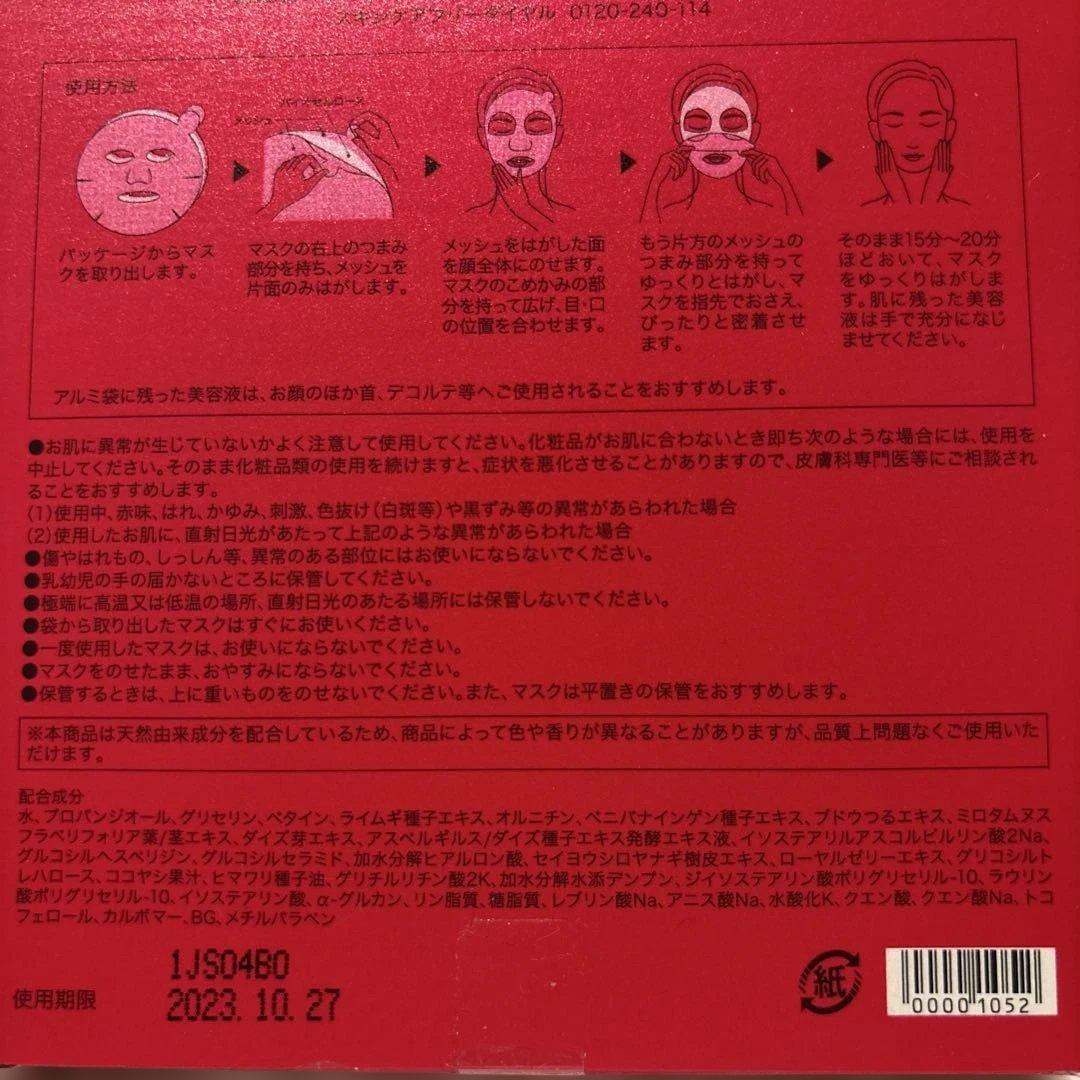 スキンケアフリーダイヤル 0120-240-114
使用方法
バイオセルロース
メッシュ
パッケージからマス
クを取り出します。
マスクの右上のつまみ
部分を持ち、メッシュを
片面のみはがします。
メッシュをはがした面
を顔全体にのせます。
マスクのこめかみの部
分を持って広げ、目・口
の位置を合わせます。
もう片方のメッシュの
つまみ部分を持って
ゆっくりとはがし、マ
スクを指先でおさえ、
ぴったりと密着させ
ます。
そのまま15分〜20分
ほどおいて、マスク
をゆっくりはがしま
す。肌に残った美容
液は手で充分になじ
ませてください。
アルミ袋に残った美容液は、お顔のほか首、デコルテ等へご使用されることをおすすめします。
●お肌に異常が生じていないかよく注意して使用してください。化粧品がお肌に合わないとき即ち次のような場合には、使用を
中止してください。そのまま化粧品類の使用を続けますと、症状を悪化させることがありますので、皮膚科専門医等にご相談され
ることをおすすめします。
(1)使用中、赤味、はれ、かゆみ、刺激、色抜け(白斑等)や黒ずみ等の異常があらわれた場合
(2)使用したお肌に、直射日光があたって上記のような異常があらわれた場合
●傷やはれもの、しっしん等、異常のある部位にはお使いにならないでください。
●乳幼児の手の届かないところに保管してください。
●極端に高温又は低温の場所、直射日光のあたる場所には保管しないでください。
●袋から取り出したマスクはすぐにお使いください。
●一度使用したマスクは、お使いにならないでください。
●マスクをのせたまま、おやすみにならないでください。
●保管するときは、上に重いものをのせないでください。また、マスクは平置きの保管をおすすめします。
※本商品は天然由来成分を配合しているため、商品によって色や香りが異なることがありますが、品質上問題なくご使用いた
だけます。
配合成分
水、プロパンジオール、グリセリン、ベタイン、ライムギ種子エキス、オルニチン、ベニバナインゲン種子エキス、ブドウつるエキス、ミロタムヌス
フラベリフォリア葉/茎エキス、ダイズ芽エキス、アスペルギルス/ダイズ種子エキス発酵エキス液、イソステアリルアスコルビルリン酸2Na、
グルコシルヘスペリジン、グルコシルセラミド、加水分解ヒアルロン酸、セイヨウシロヤナギ樹皮エキス、ローヤルゼリーエキス、グリコシルト
レハロース、ココヤシ果汁、ヒマワリ種子油、グリチルリチン酸2K、加水分解水添デンプン、ジイソステアリン酸ポリグリセリル-10、ラウリン
酸ポリグリセリル-10、イソステアリン酸、α-グルカン、リン脂質、糖脂質、レブリン酸Na、アニス酸Na、水酸化K、クエン酸、クエン酸Na、トコ
フェロール、カルボマー、BG、メチルパラベン
1JS04B0
使用期限 2023. 10. 27
紙
0000 1052